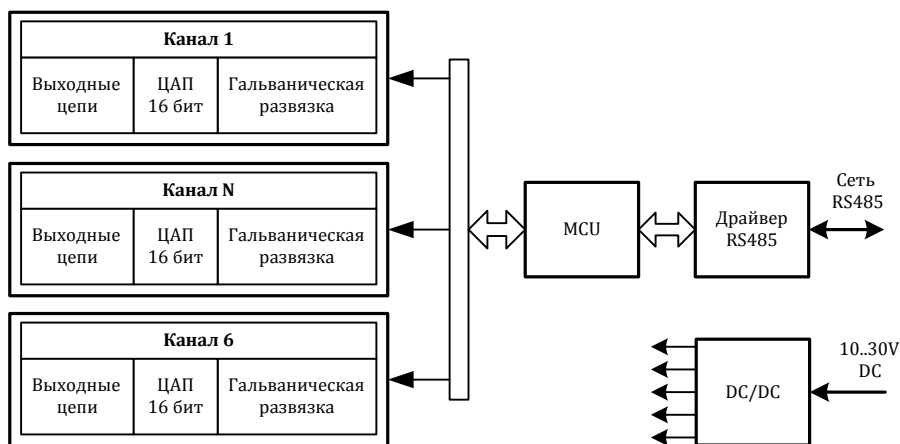 Канал 1
Выходные
цепи
ЦАП
16 бит
Гальваническая
развязка
Канал N
Выходные
цепи
ЦАП
16 бит
Гальваническая
развязка
Канал 6
Выходные
цепи
ЦАП
16 бит
Гальваническая
развязка
MCU
Драйвер
RS485
Сеть
RS485
DC/DC
10..30V
DC